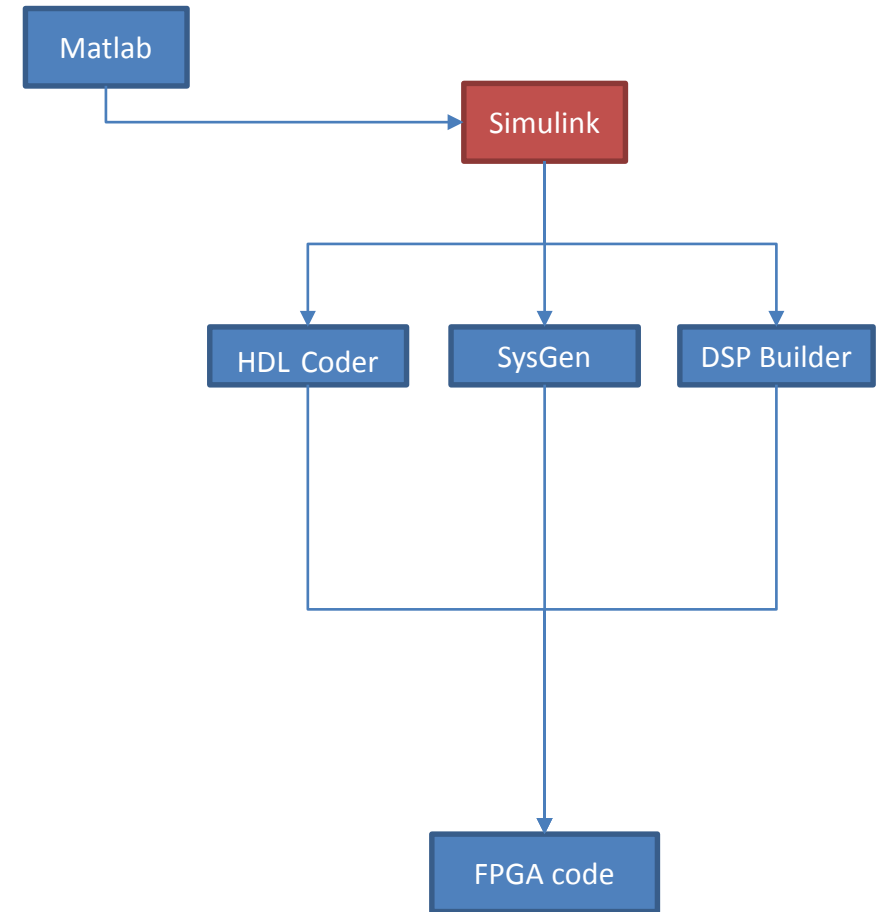 Matlab
Simulink
HDL Coder
SysGen
DSP Builder
FPGA code